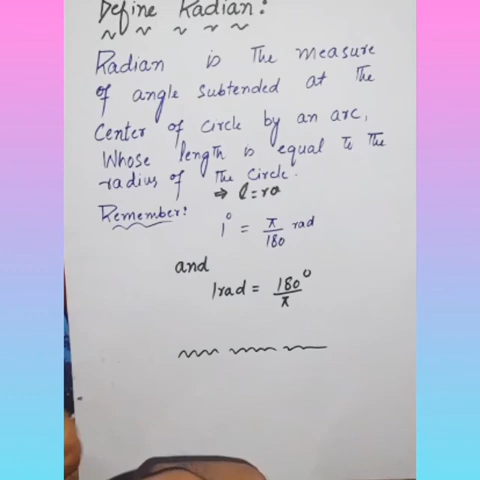 Define Radian:
Radian is The measure
of angle subtended at The
Center of circle by an arc,
Whose length is equal to The
radius of The Circle.
⇒ l=rθ
Remember:
1° = π/180 rad
and
1rad = 180°/π